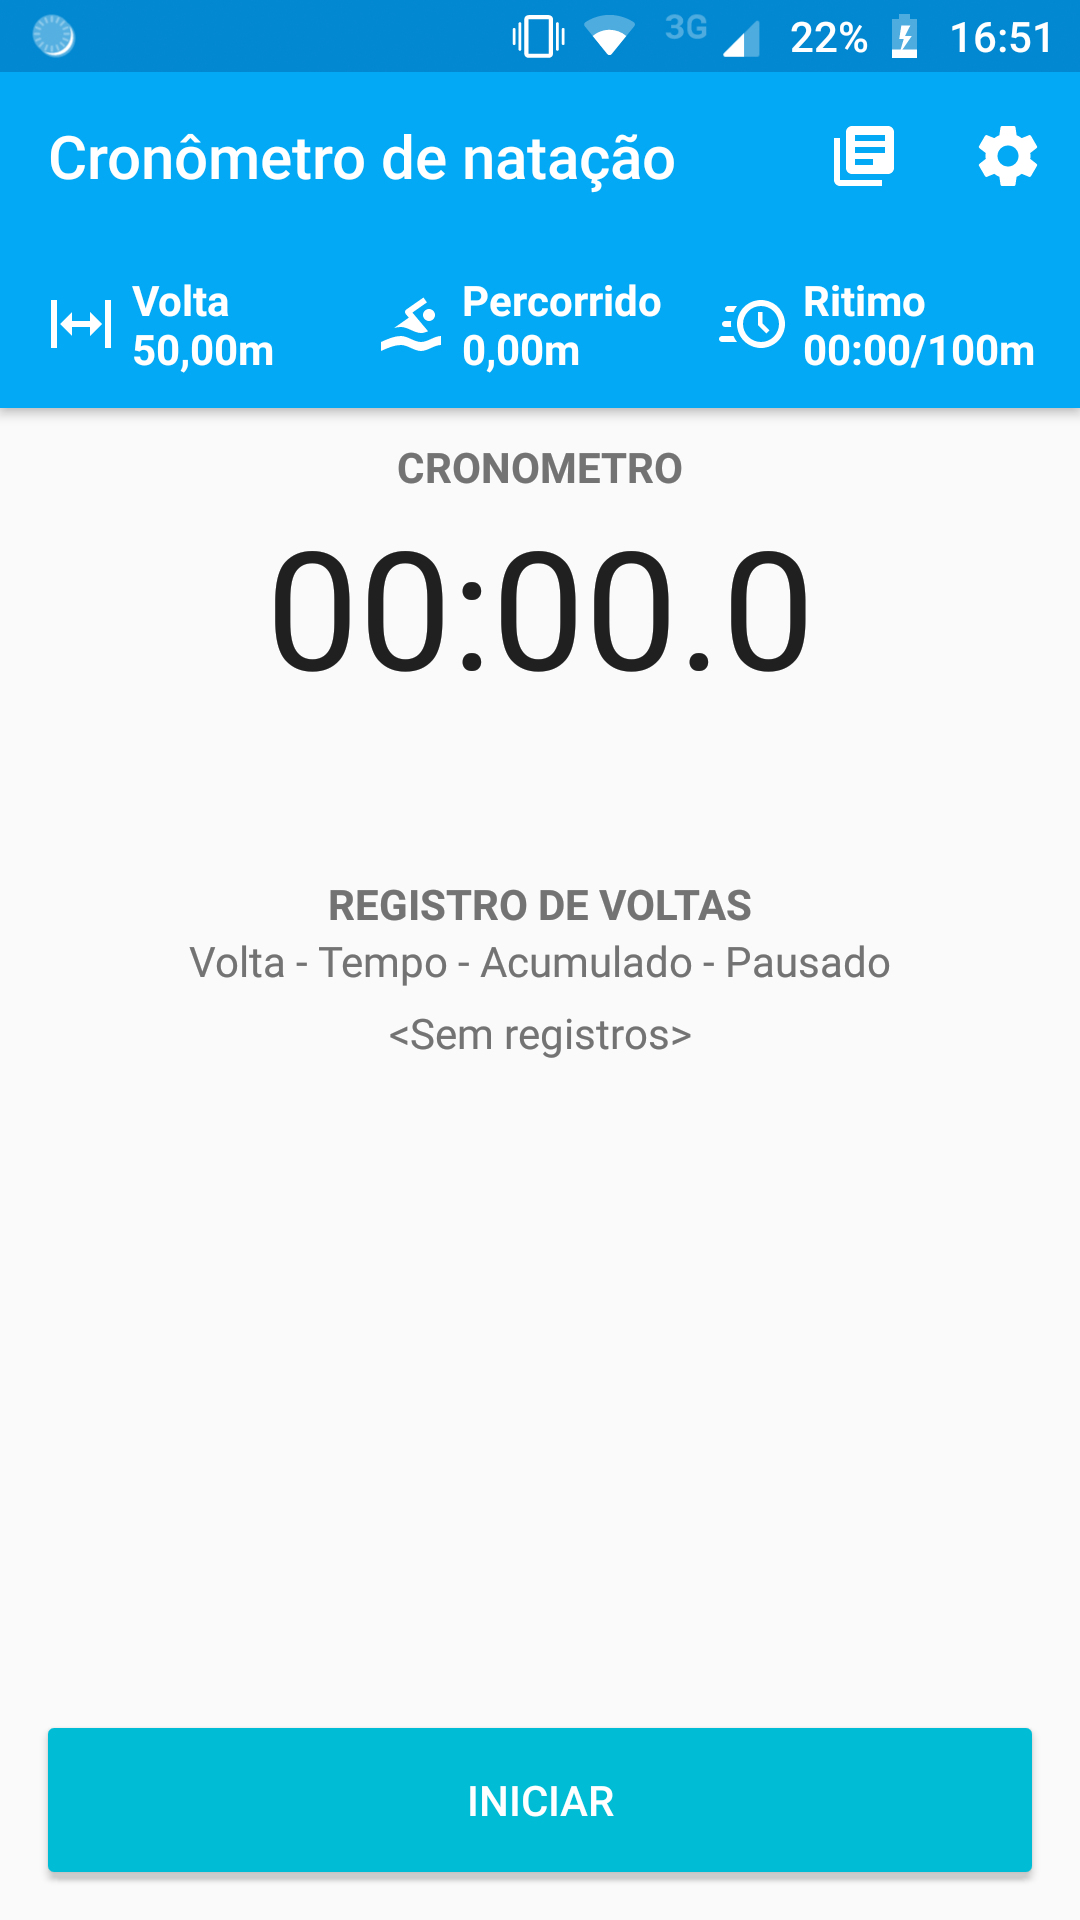 3G 22% 16:51
Cronômetro de natação
Volta Percorrido Ritimo
50,00m 0,00m 00:00/100m
CRONOMETRO
00:00.0
REGISTRO DE VOLTAS
Volta - Tempo - Acumulado - Pausado
<Sem registros>
INICIAR